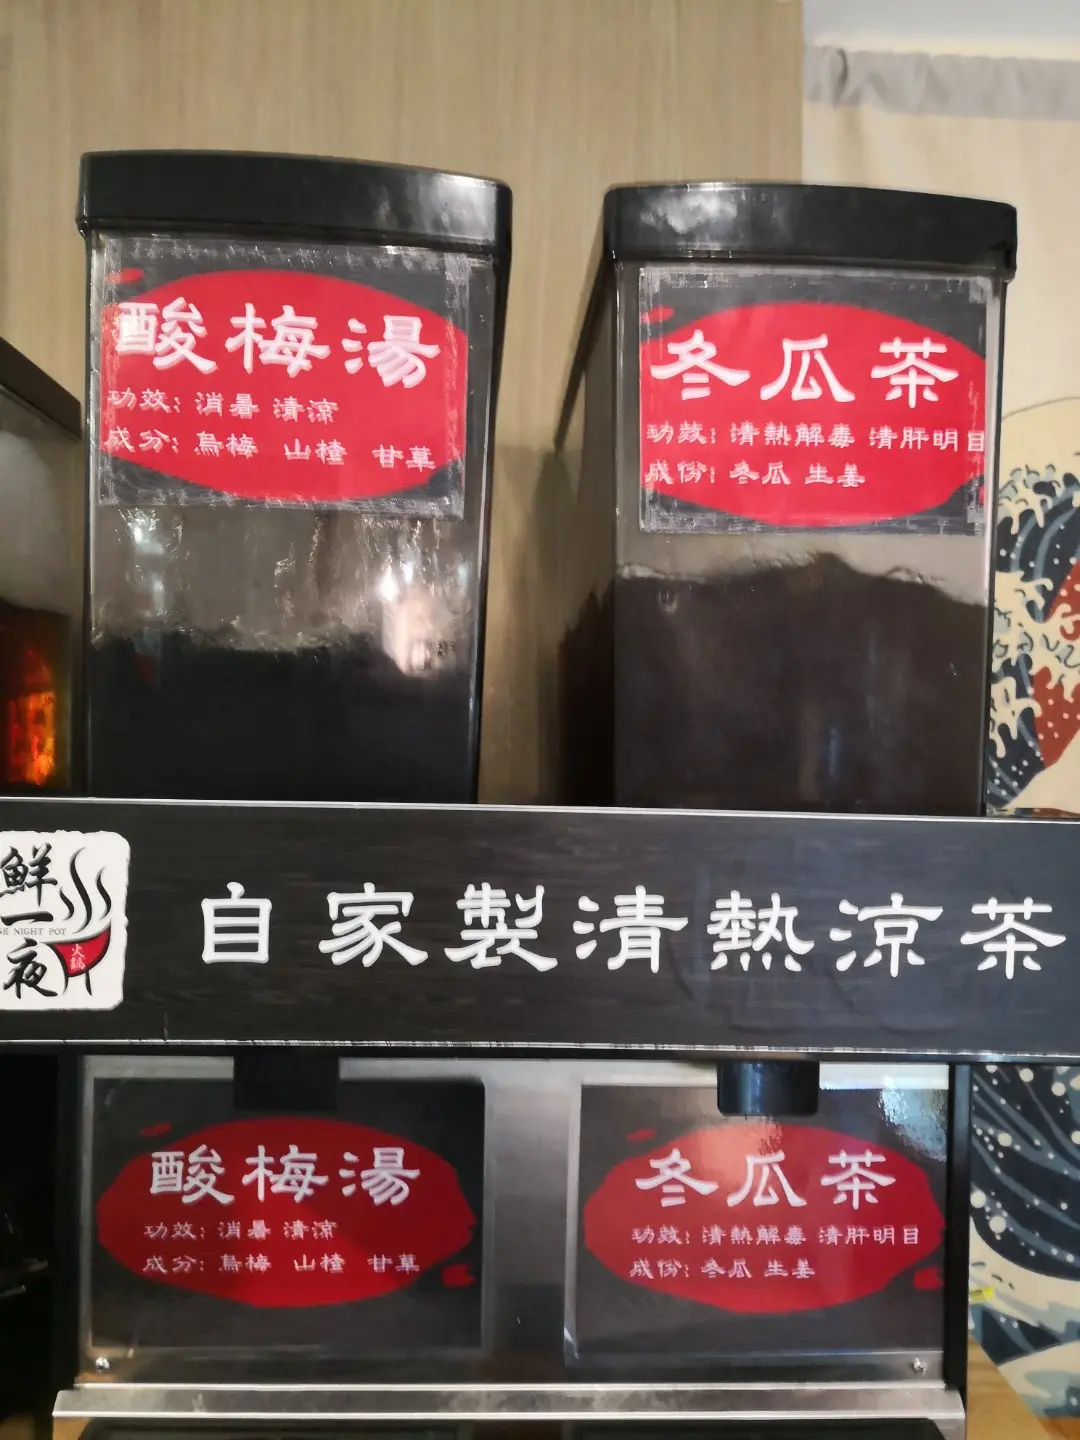 酸梅湯
功效: 消暑 清涼
成分: 烏梅 山楂 甘草
冬瓜茶
功效: 清熱解毒 清肝明目
成份: 冬瓜 生姜
鮮一夜
NE NIGHT POT
火鍋
自家製清熱涼茶
酸梅湯
功效: 消暑 清涼
成分: 烏梅 山楂 甘草
冬瓜茶
功效: 清熱解毒 清肝明目
成份: 冬瓜 生姜